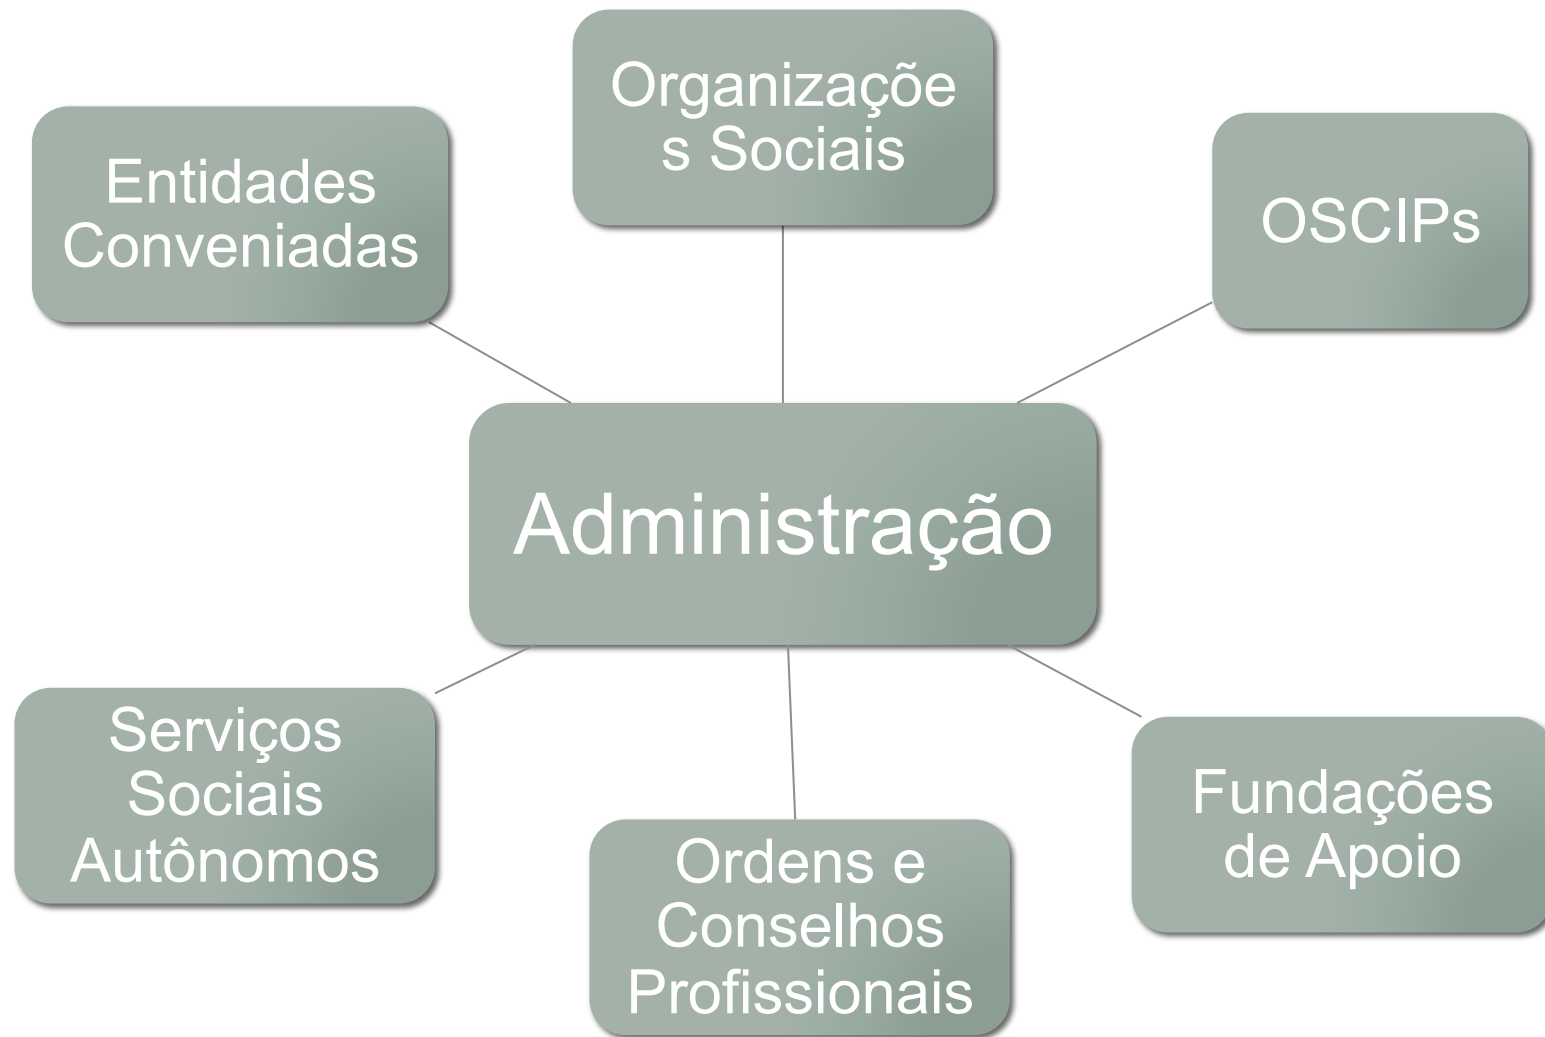 Organizaçõe
s Sociais
Entidades
Conveniadas
OSCIPs
Administração
Serviços
Sociais
Autônomos
Ordens e
Conselhos
Profissionais
Fundações
de Apoio